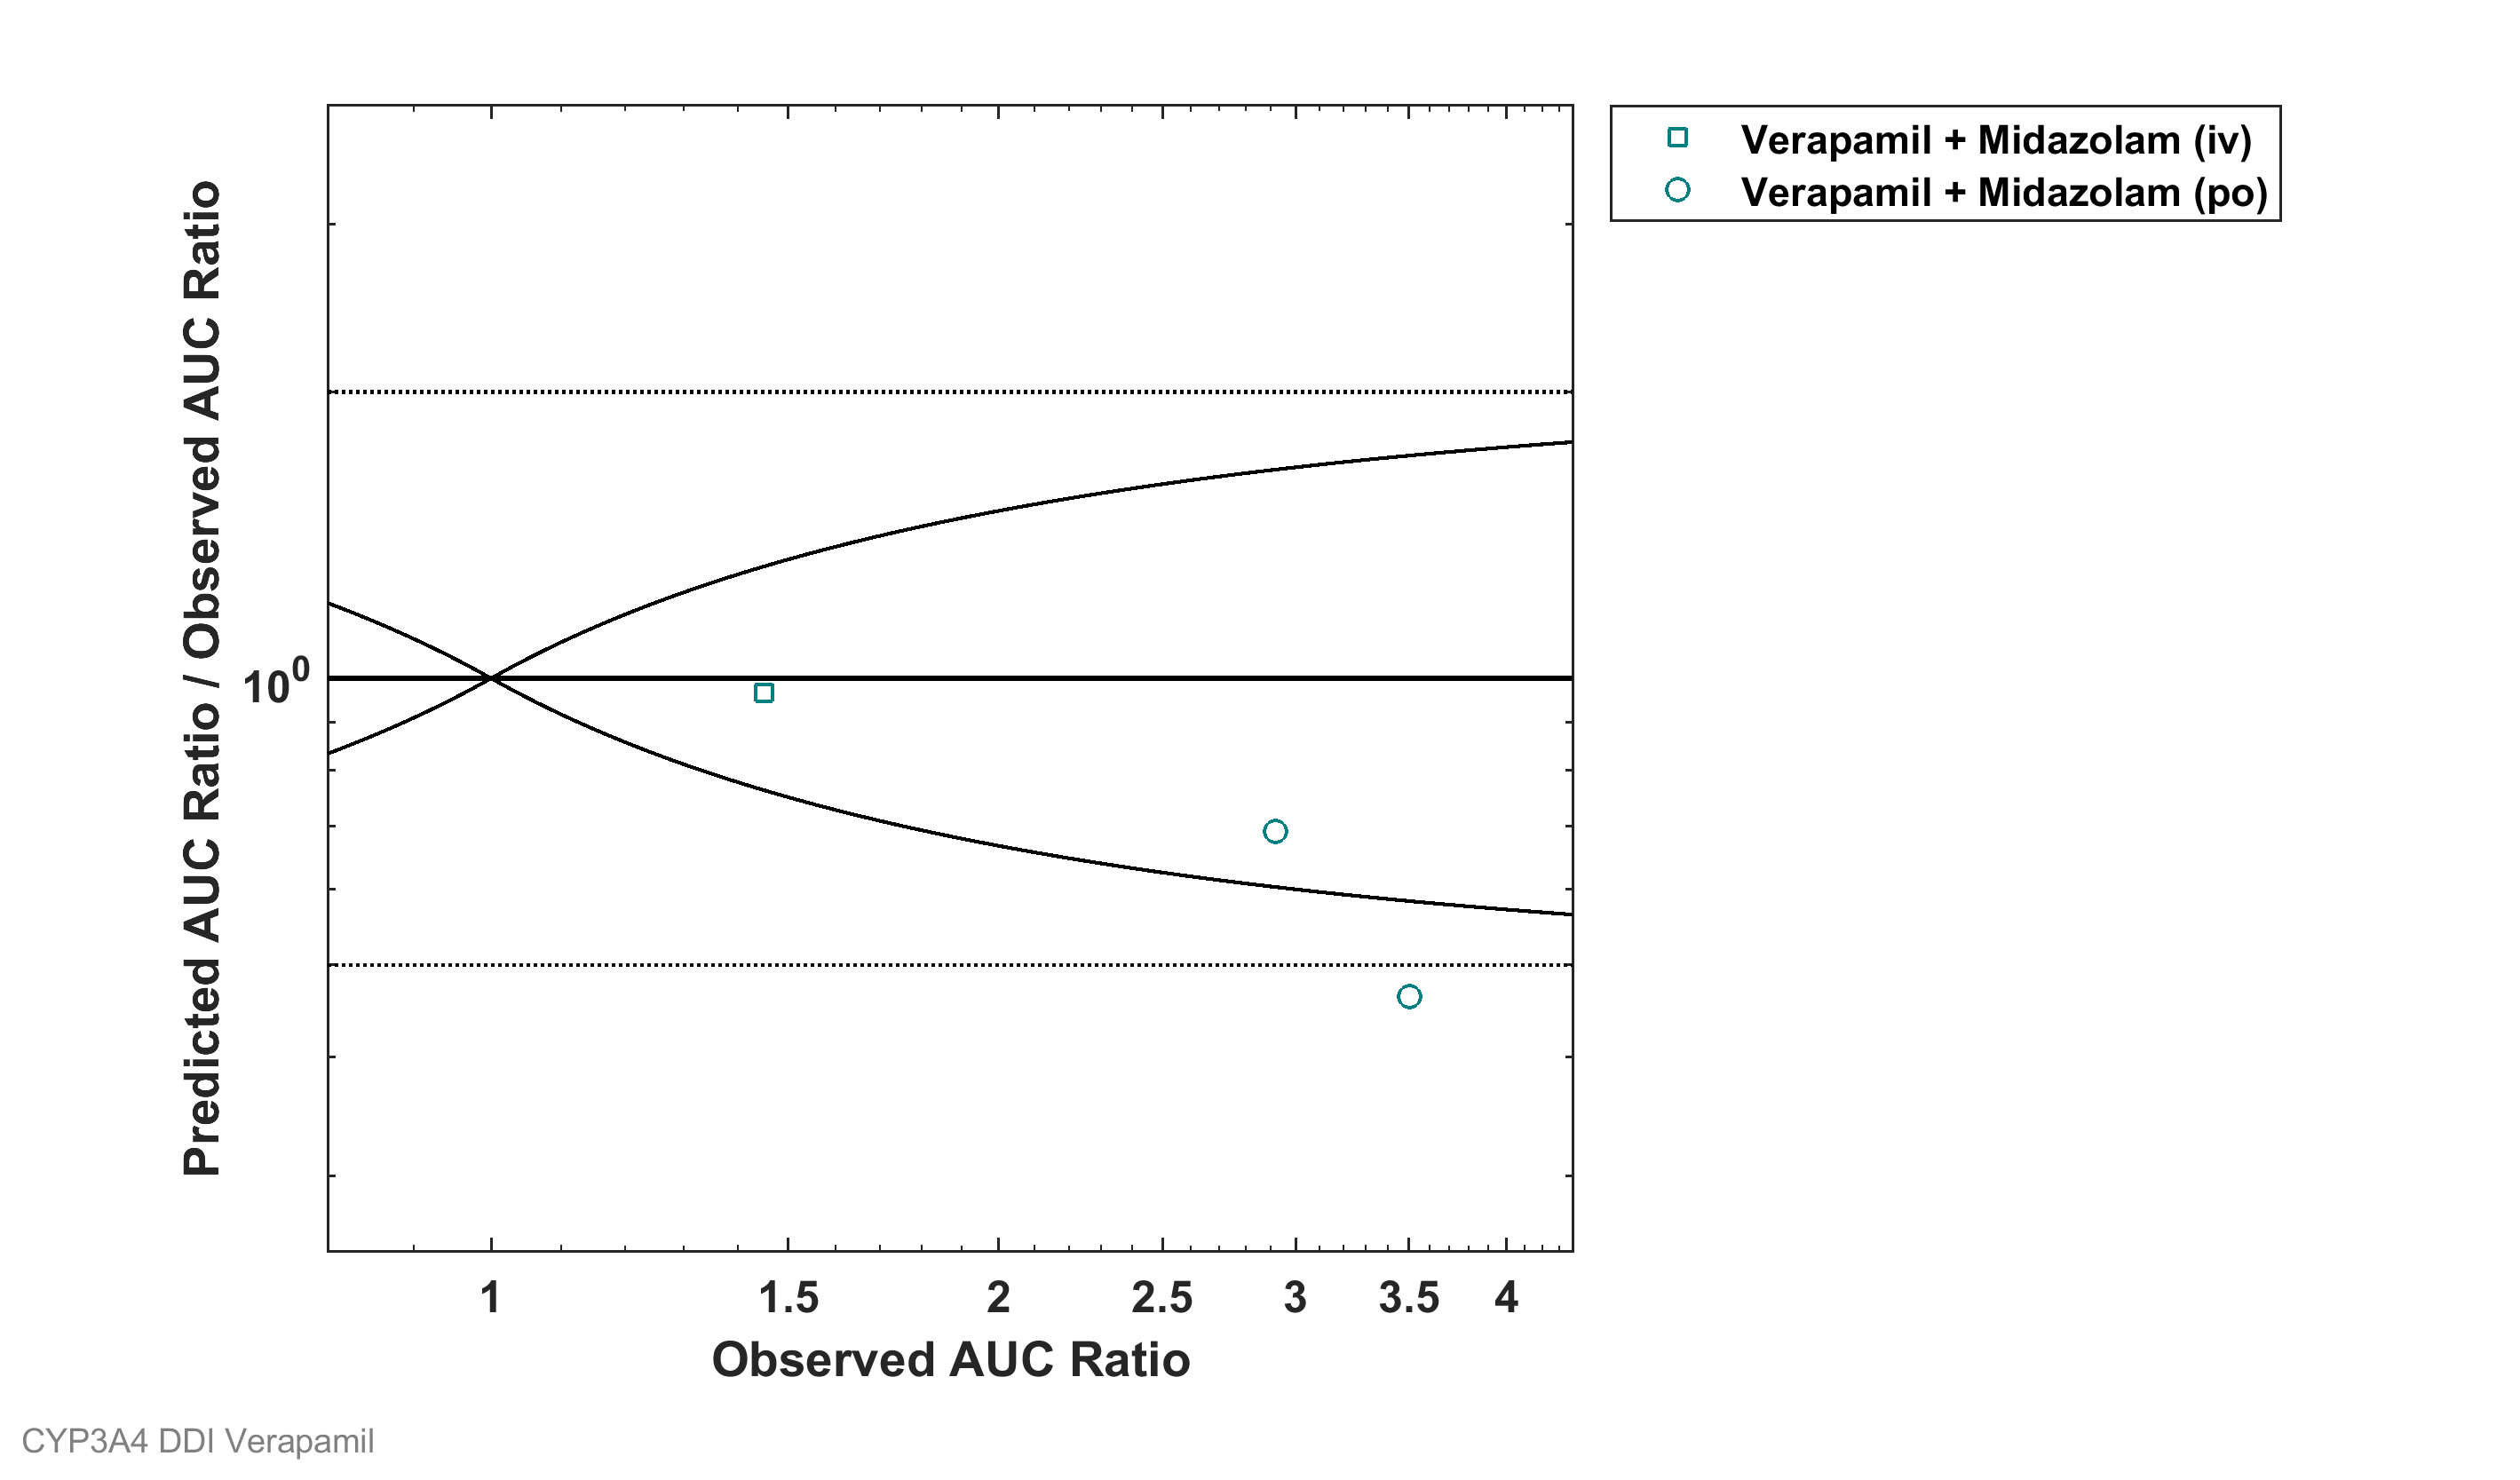 Verapamil + Midazolam (iv)
Verapamil + Midazolam (po)
Predicted AUC Ratio / Observed AUC Ratio
10⁰
1 1.5 2 2.5 3 3.5 4
Observed AUC Ratio
CYP3A4 DDI Verapamil